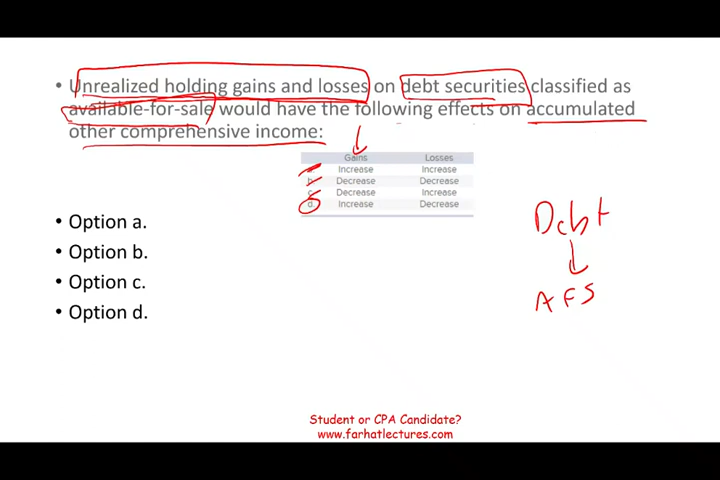 • Unrealized holding gains and losses on debt securities classified as
available-for-sale would have the following effects on accumulated
other comprehensive income:
Gains Losses
a. Increase Increase
b. Decrease Decrease
c. Decrease Increase
d. Increase Decrease
• Option a.
• Option b.
• Option c.
• Option d.
Debt
AFS
Student or CPA Candidate?
www.farhatlectures.com